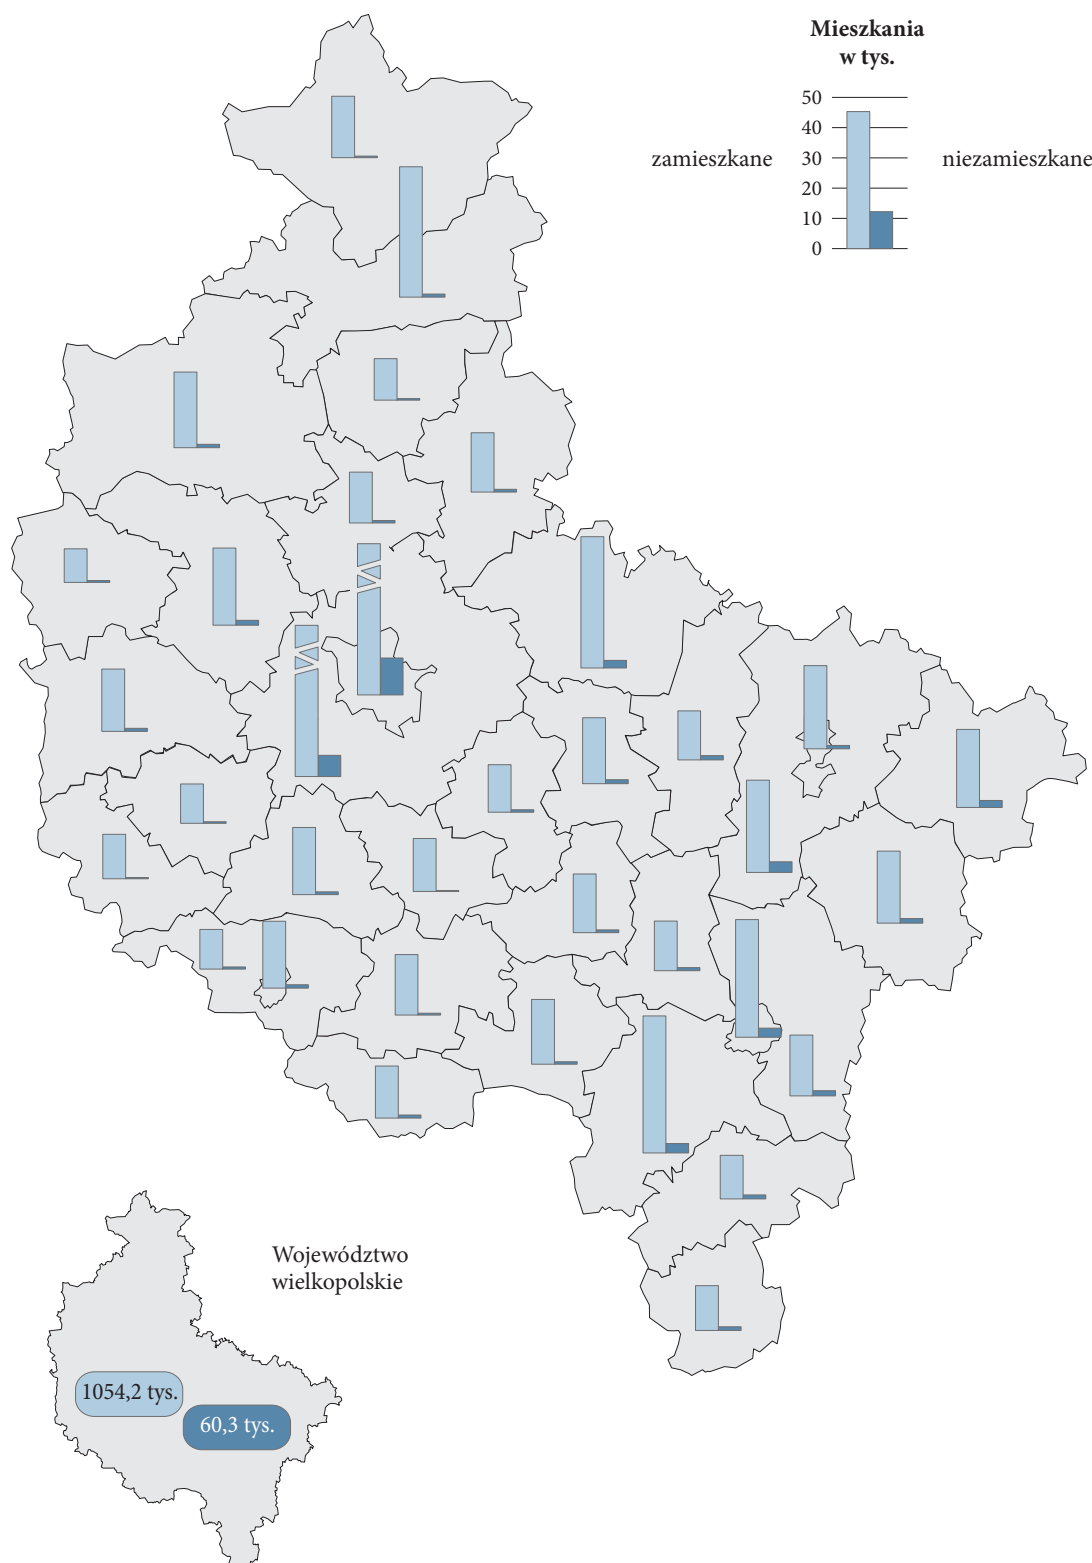 Mieszkania
w tys.
50
40
30
20
10
0
zamieszkane
niezamieszkane
Województwo
wielkopolskie
1054,2 tys.
60,3 tys.